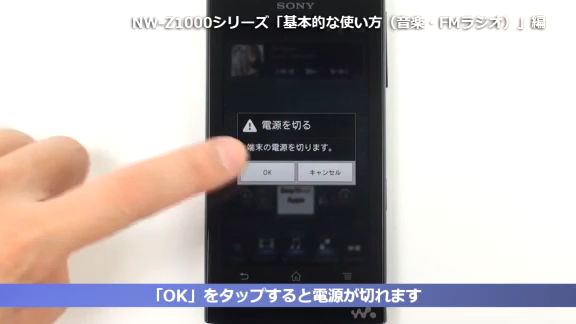 NW-Z1000シリーズ「基本的な使い方（音楽・FMラジオ）」編
SONY
電源を切る
端末の電源を切ります。
OK
キャンセル
Apps
「OK」をタップすると電源が切れます